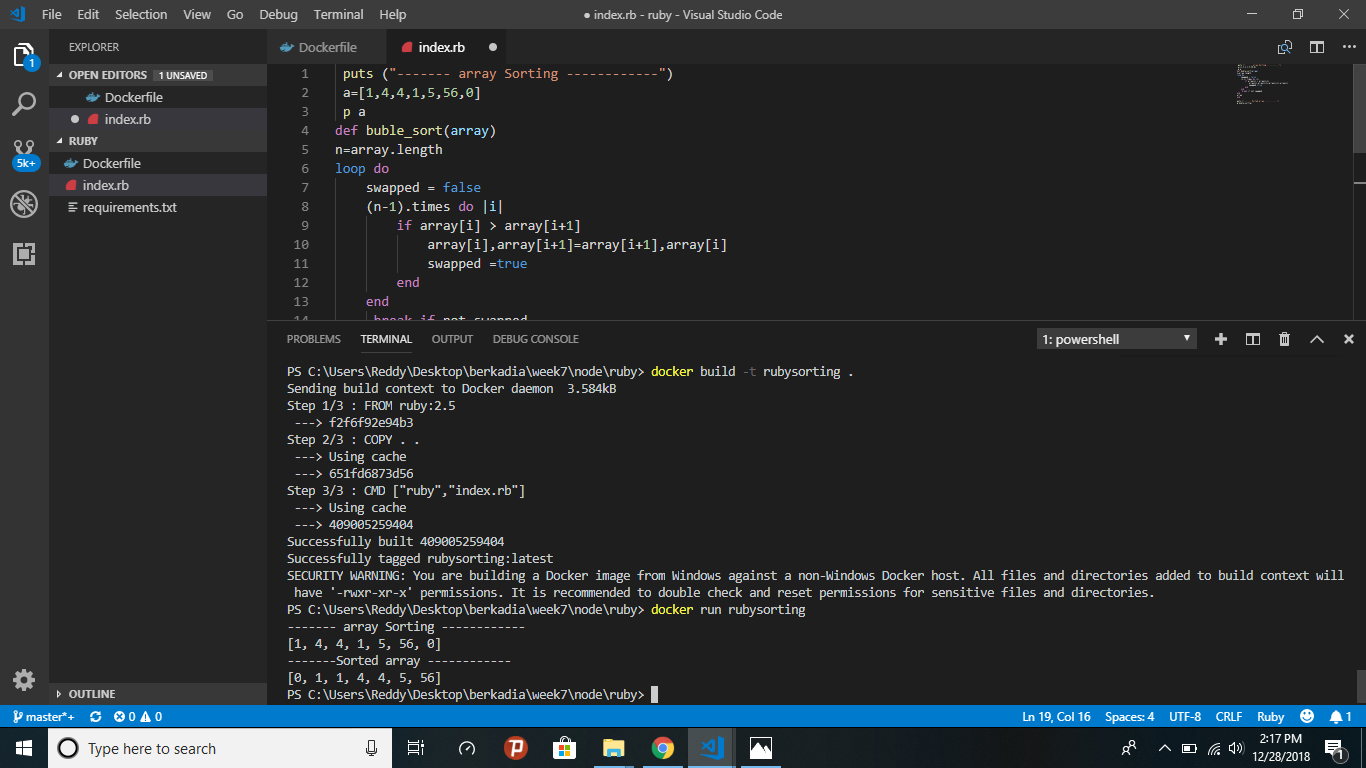 File Edit Selection View Go Debug Terminal Help
● index.rb - ruby - Visual Studio Code
EXPLORER
OPEN EDITORS 1 UNSAVED
Dockerfile
index.rb
RUBY
Dockerfile
index.rb
requirements.txt
OUTLINE
1
5k+
Dockerfile index.rb
1 puts ("------- array Sorting ------------")
2 a=[1,4,4,1,5,56,0]
3 p a
4 def buble_sort(array)
5 n=array.length
6 loop do
7 swapped = false
8 (n-1).times do |i|
9 if array[i] > array[i+1]
10 array[i],array[i+1]=array[i+1],array[i]
11 swapped =true
12 end
13 end
14 break if not swapped
PROBLEMS TERMINAL OUTPUT DEBUG CONSOLE
1: powershell
PS C:\Users\Reddy\Desktop\berkadia\week7\node\ruby> docker build -t rubysorting .
Sending build context to Docker daemon  3.584kB
Step 1/3 : FROM ruby:2.5
---> f2f6f92e94b3
Step 2/3 : COPY . .
---> Using cache
---> 651fd6873d56
Step 3/3 : CMD ["ruby","index.rb"]
---> Using cache
---> 409005259404
Successfully built 409005259404
Successfully tagged rubysorting:latest
SECURITY WARNING: You are building a Docker image from Windows against a non-Windows Docker host. All files and directories added to build context will
have '-rwxr-xr-x' permissions. It is recommended to double check and reset permissions for sensitive files and directories.
PS C:\Users\Reddy\Desktop\berkadia\week7\node\ruby> docker run rubysorting
------- array Sorting ------------
[1, 4, 4, 1, 5, 56, 0]
-------Sorted array ------------
[0, 1, 1, 4, 4, 5, 56]
PS C:\Users\Reddy\Desktop\berkadia\week7\node\ruby>
master*+ 0 0 Ln 19, Col 16 Spaces: 4 UTF-8 CRLF Ruby 1
Type here to search
2:17 PM
12/28/2018
1